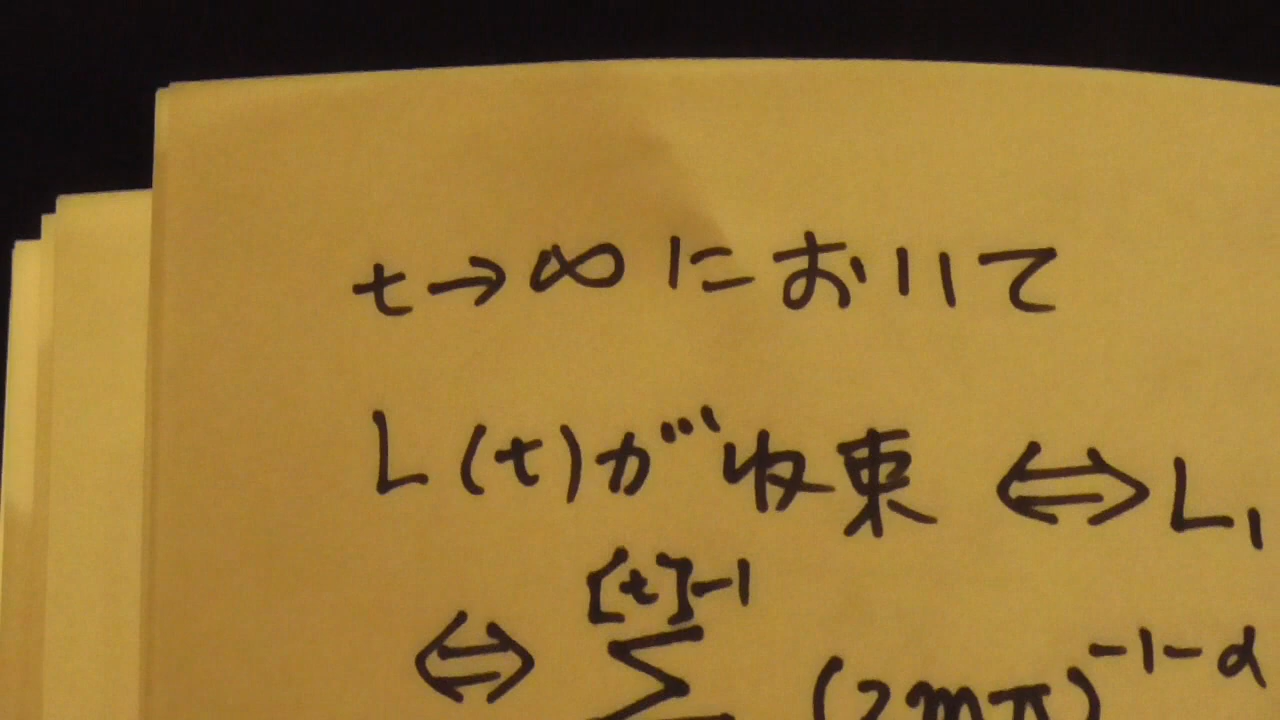 t→∞において
L(t)が収束 ⇔ L₁
⇔ Σ^{[t]-1} (2mπ)^{-1-α}